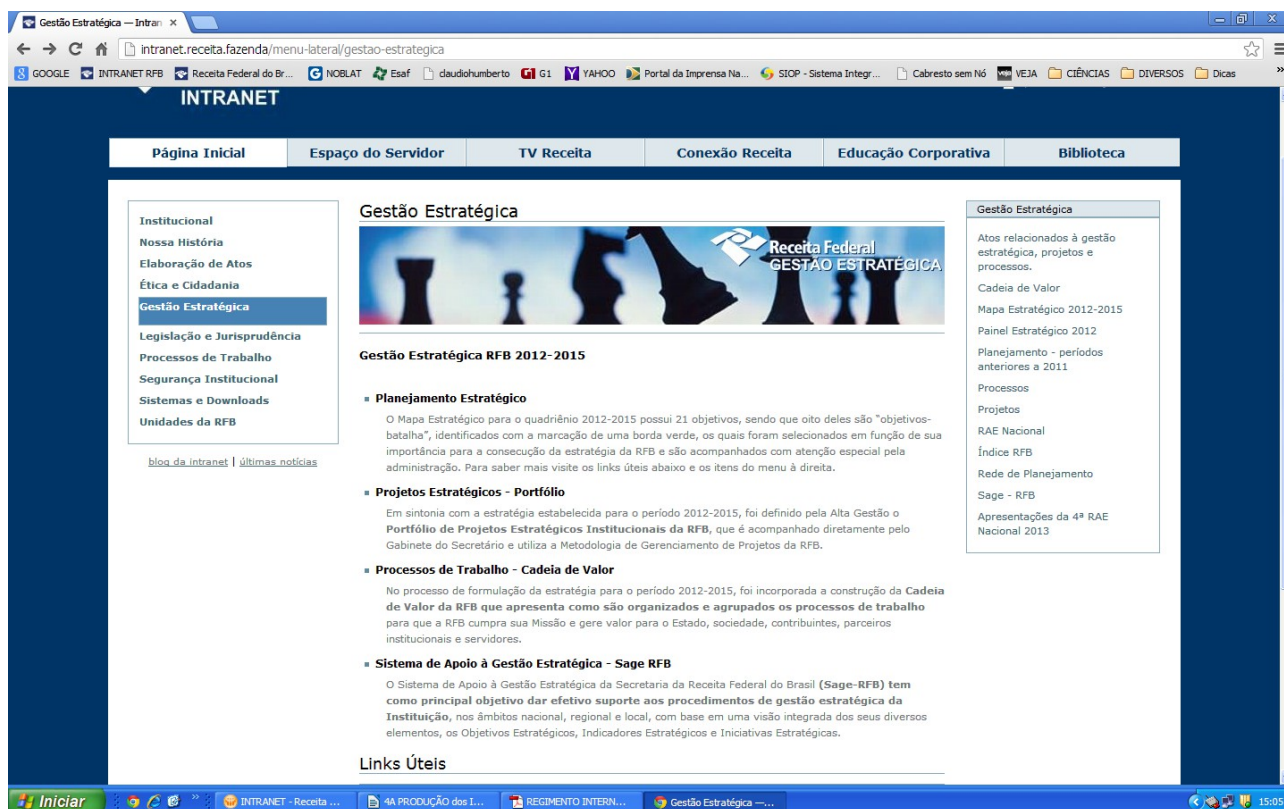 Gestão Estratégica — Intran
intranet.receita.fazenda/menu-lateral/gestao-estrategica
GOOGLE INTRANET RFB Receita Federal do Br... NOBLAT Esaf claudiohumberto G1 YAHOO Portal da Imprensa Na... SIOP - Sistema Integr... Cabresto sem Nó VEJA CIÊNCIAS DIVERSOS Dicas »
INTRANET
Página Inicial Espaço do Servidor TV Receita Conexão Receita Educação Corporativa Biblioteca
Institucional
Nossa História
Elaboração de Atos
Ética e Cidadania
Gestão Estratégica
Legislação e Jurisprudência
Processos de Trabalho
Segurança Institucional
Sistemas e Downloads
Unidades da RFB
blog da intranet | últimas notícias
Gestão Estratégica
Receita Federal
GESTÃO ESTRATÉGICA
Gestão Estratégica RFB 2012-2015
Planejamento Estratégico
O Mapa Estratégico para o quadriênio 2012-2015 possui 21 objetivos, sendo que oito deles são "objetivos-
batalha", identificados com a marcação de uma borda verde, os quais foram selecionados em função de sua
importância para a consecução da estratégia da RFB e são acompanhados com atenção especial pela
administração. Para saber mais visite os links úteis abaixo e os itens do menu à direita.
Projetos Estratégicos - Portfólio
Em sintonia com a estratégia estabelecida para o período 2012-2015, foi definido pela Alta Gestão o
Portfólio de Projetos Estratégicos Institucionais da RFB, que é acompanhado diretamente pelo
Gabinete do Secretário e utiliza a Metodologia de Gerenciamento de Projetos da RFB.
Processos de Trabalho - Cadeia de Valor
No processo de formulação da estratégia para o período 2012-2015, foi incorporada a construção da Cadeia
de Valor da RFB que apresenta como são organizados e agrupados os processos de trabalho
para que a RFB cumpra sua Missão e gere valor para o Estado, sociedade, contribuintes, parceiros
institucionais e servidores.
Sistema de Apoio à Gestão Estratégica - Sage RFB
O Sistema de Apoio à Gestão Estratégica da Secretaria da Receita Federal do Brasil (Sage-RFB) tem
como principal objetivo dar efetivo suporte aos procedimentos de gestão estratégica da
Instituição, nos âmbitos nacional, regional e local, com base em uma visão integrada dos seus diversos
elementos, os Objetivos Estratégicos, Indicadores Estratégicos e Iniciativas Estratégicas.
Links Úteis
Gestão Estratégica
Atos relacionados à gestão
estratégica, projetos e
processos.
Cadeia de Valor
Mapa Estratégico 2012-2015
Painel Estratégico 2012
Planejamento - períodos
anteriores a 2011
Processos
Projetos
RAE Nacional
Índice RFB
Rede de Planejamento
Sage - RFB
Apresentações da 4ª RAE
Nacional 2013
Iniciar » INTRANET - Receita ... 4A PRODUÇÃO dos I... REGIMENTO INTERN... Gestão Estratégica —... 15:05